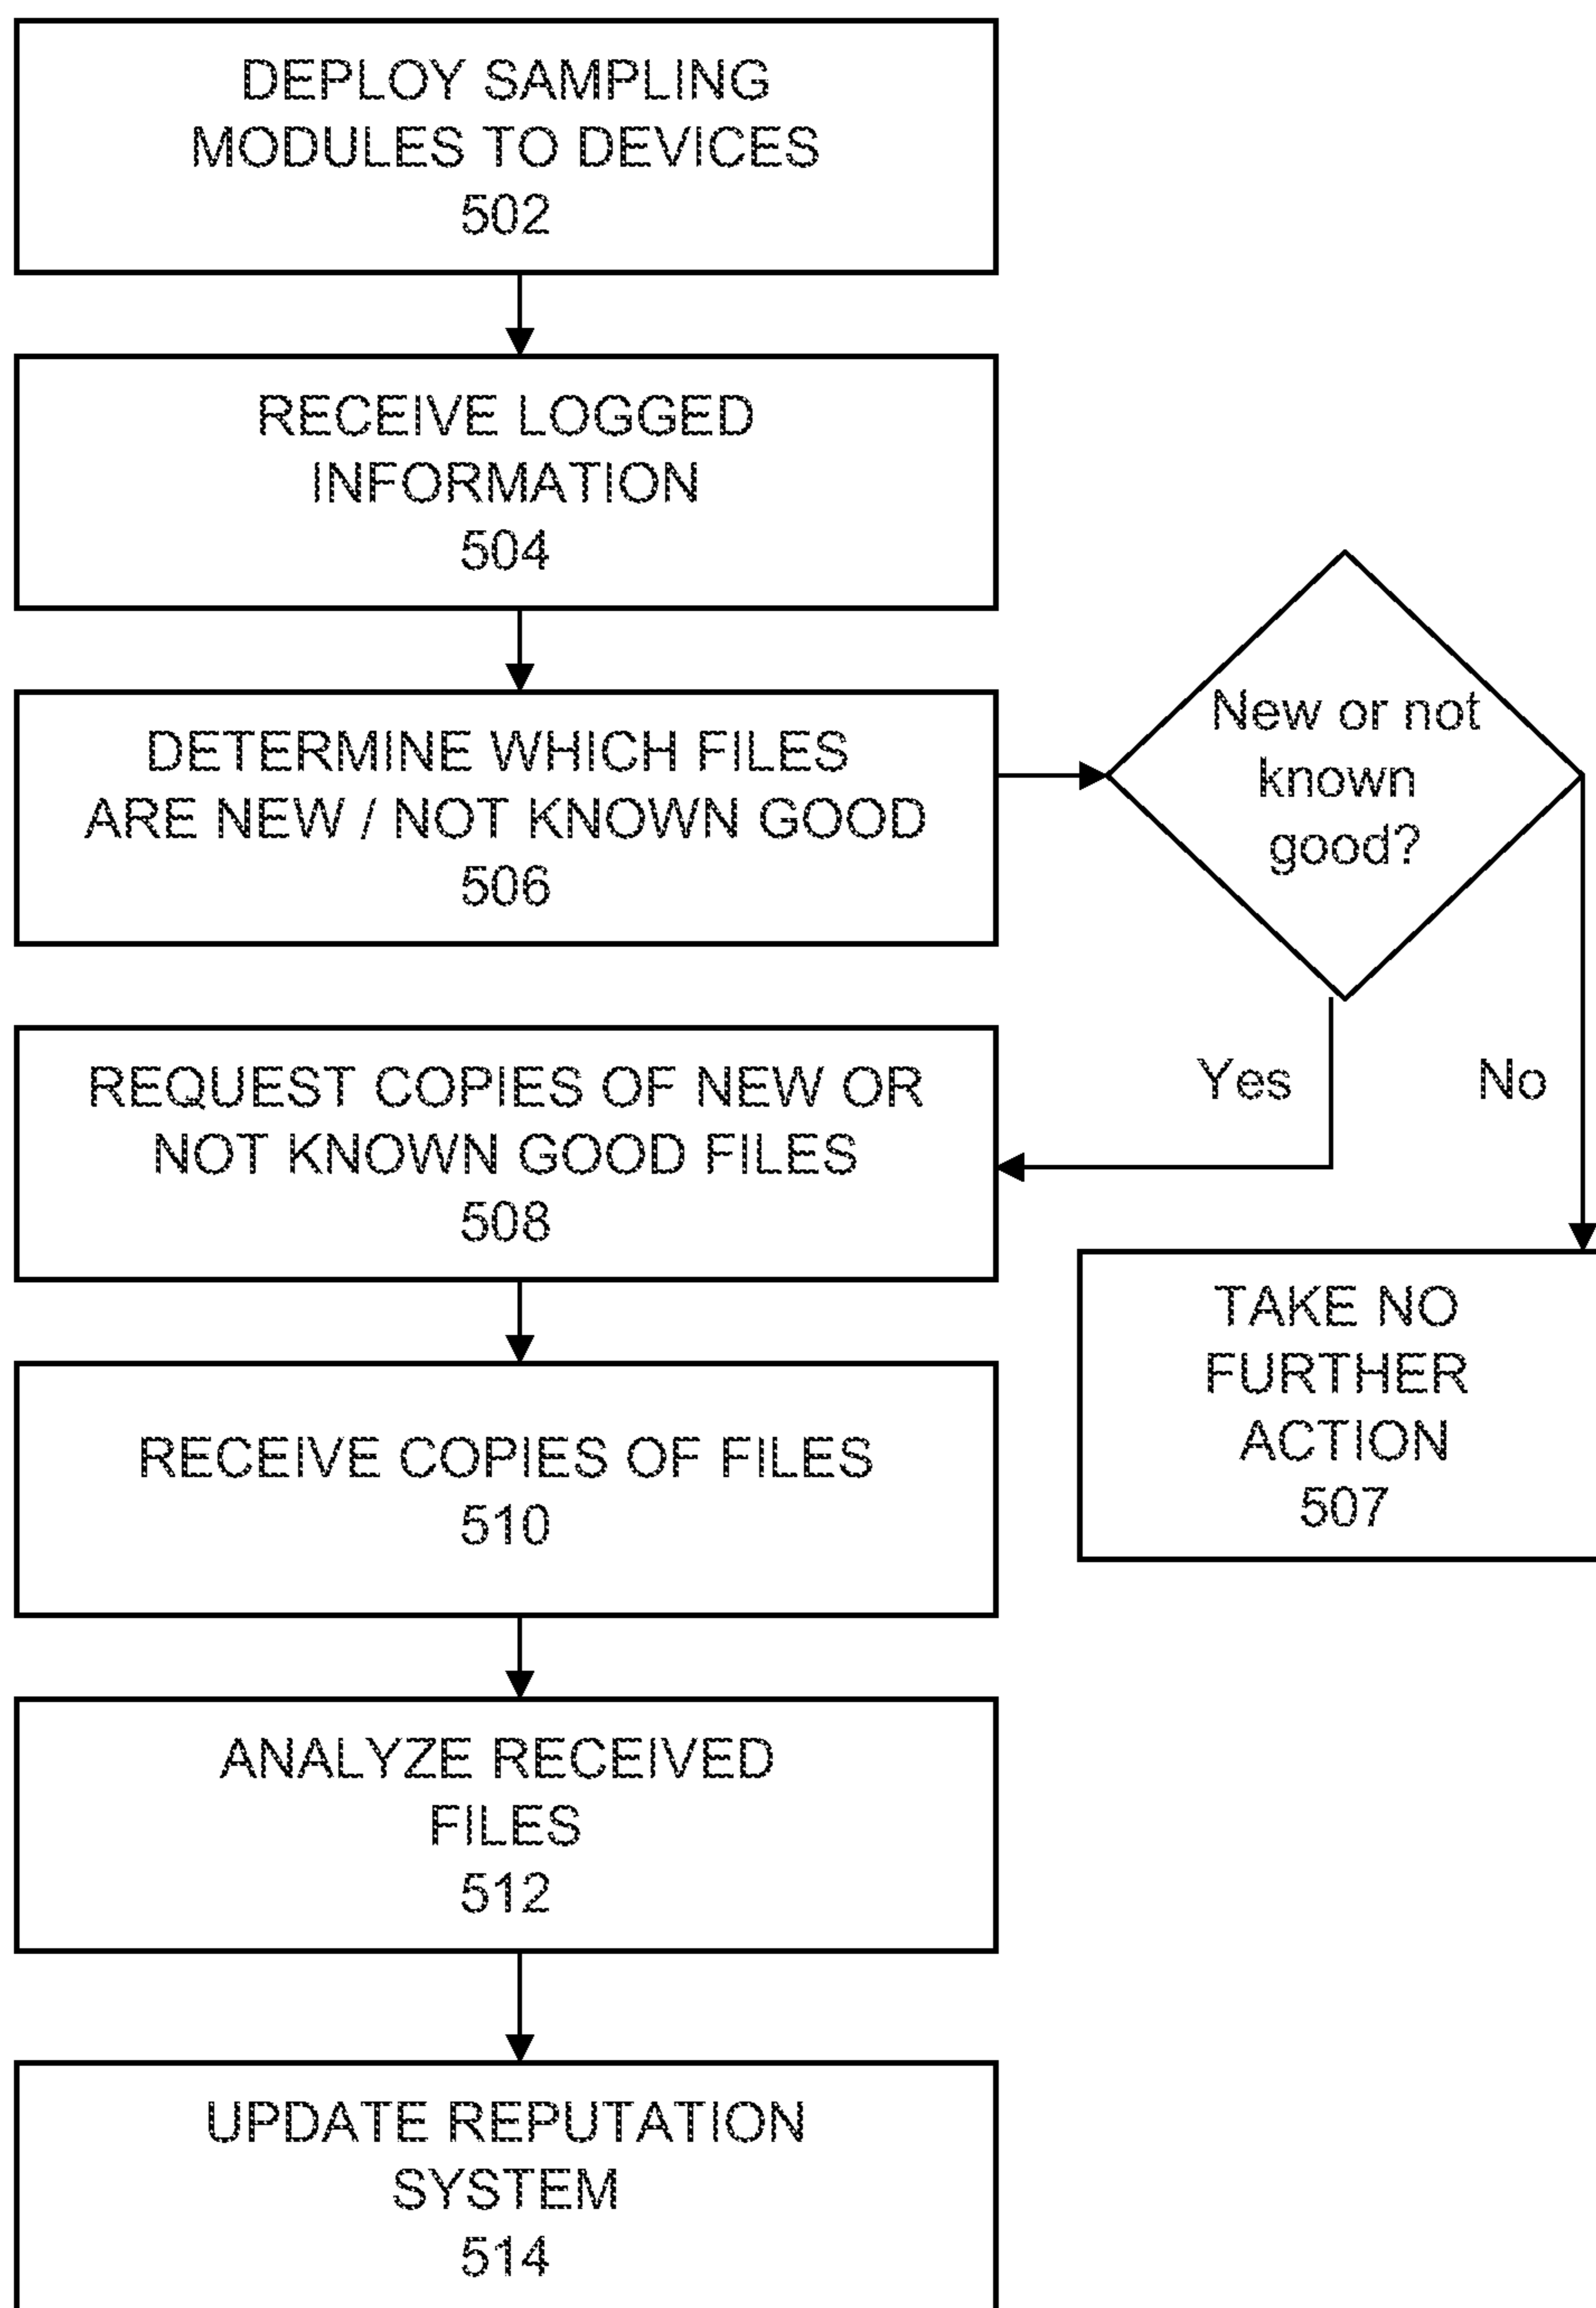 DEPLOY SAMPLING
MODULES TO DEVICES
502
RECEIVE LOGGED
INFORMATION
504
DETERMINE WHICH FILES
ARE NEW / NOT KNOWN GOOD
506
New or not
known
good?
Yes
No
REQUEST COPIES OF NEW OR
NOT KNOWN GOOD FILES
508
TAKE NO
FURTHER
ACTION
507
RECEIVE COPIES OF FILES
510
ANALYZE RECEIVED
FILES
512
UPDATE REPUTATION
SYSTEM
514